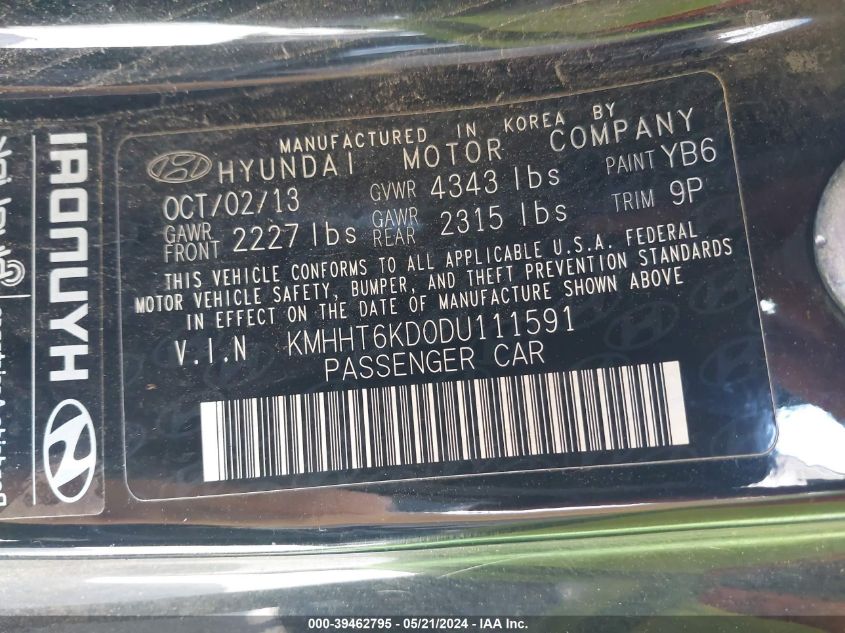 MANUFACTURED IN KOREA BY
HYUNDAI MOTOR COMPANY
OCT/02/13 GVWR 4343 lbs PAINT YB6
GAWR FRONT 2227 lbs GAWR REAR 2315 lbs TRIM 9P
THIS VEHICLE CONFORMS TO ALL APPLICABLE U.S.A. FEDERAL
MOTOR VEHICLE SAFETY, BUMPER, AND THEFT PREVENTION STANDARDS
IN EFFECT ON THE DATE OF MANUFACTURE SHOWN ABOVE
V.I.N KMHHT6KD0DU111591
PASSENGER CAR
HYUNDAI
000-39462795 - 05/21/2024 - IAA Inc.